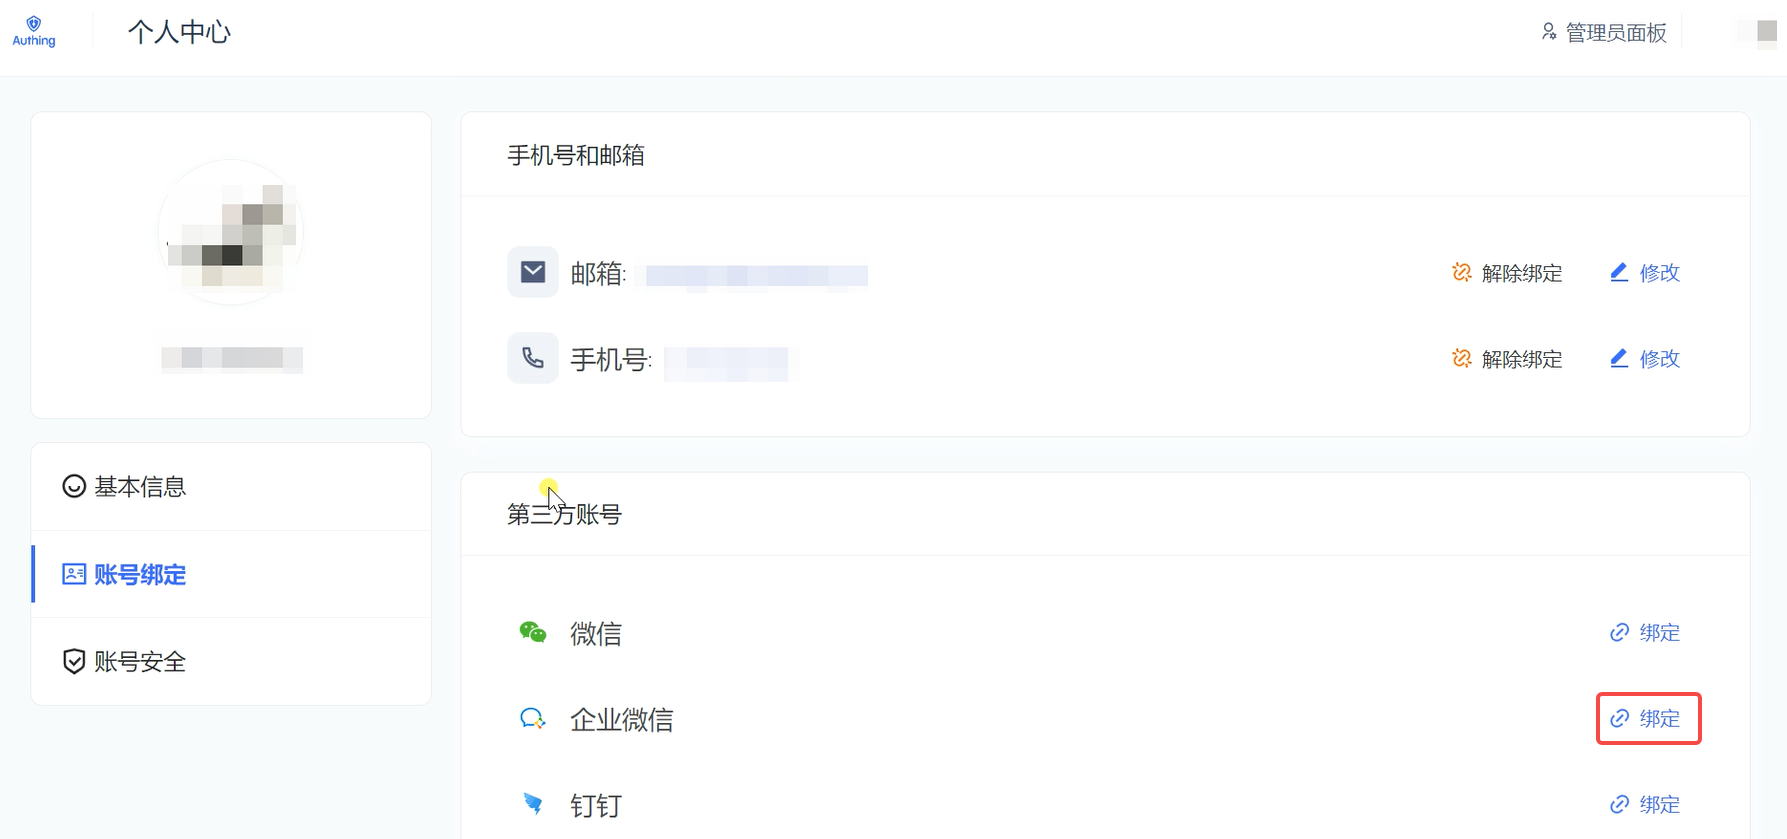 Authing
个人中心
管理员面板
手机号和邮箱
邮箱:
解除绑定
修改
手机号:
解除绑定
修改
基本信息
账号绑定
账号安全
第三方账号
微信
绑定
企业微信
绑定
钉钉
绑定